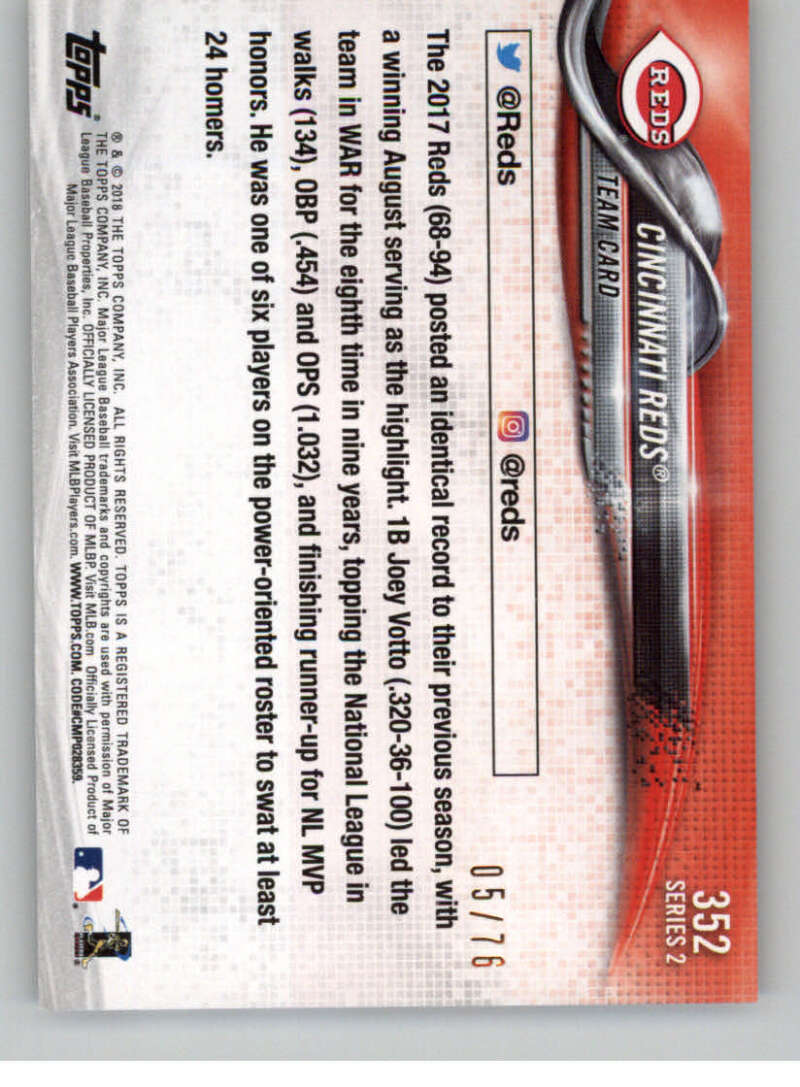 352
SERIES 2
REDS
CINCINNATI REDS®
TEAM CARD
@Reds @reds
05/76
The 2017 Reds (68-94) posted an identical record to their previous season, with
a winning August serving as the highlight. 1B Joey Votto (.320-36-100) led the
team in WAR for the eighth time in nine years, topping the National League in
walks (134), OBP (.454) and OPS (1.032), and finishing runner-up for NL MVP
honors. He was one of six players on the power-oriented roster to swat at least
24 homers.
topps®
® & © 2018 THE TOPPS COMPANY, INC. ALL RIGHTS RESERVED. TOPPS IS A REGISTERED TRADEMARK OF
THE TOPPS COMPANY, INC. Major League Baseball trademarks and copyrights are used with permission of Major
League Baseball Properties, Inc. OFFICIALLY LICENSED PRODUCT OF MLBP. Visit MLB.com Officially Licensed Product of
Major League Baseball Players Association. Visit MLBPlayers.com. WWW.TOPPS.COM. CODE#CMP028359.